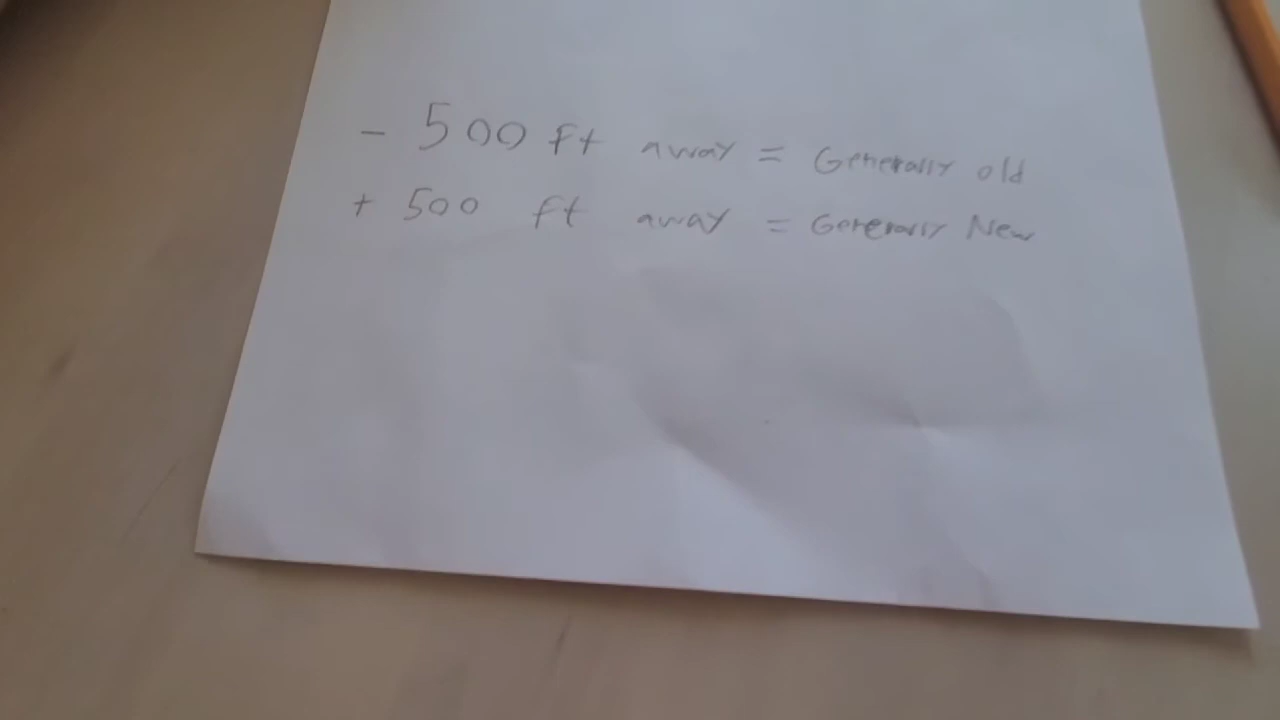 - 500 ft away = Generally old
+ 500 ft away = Generally New